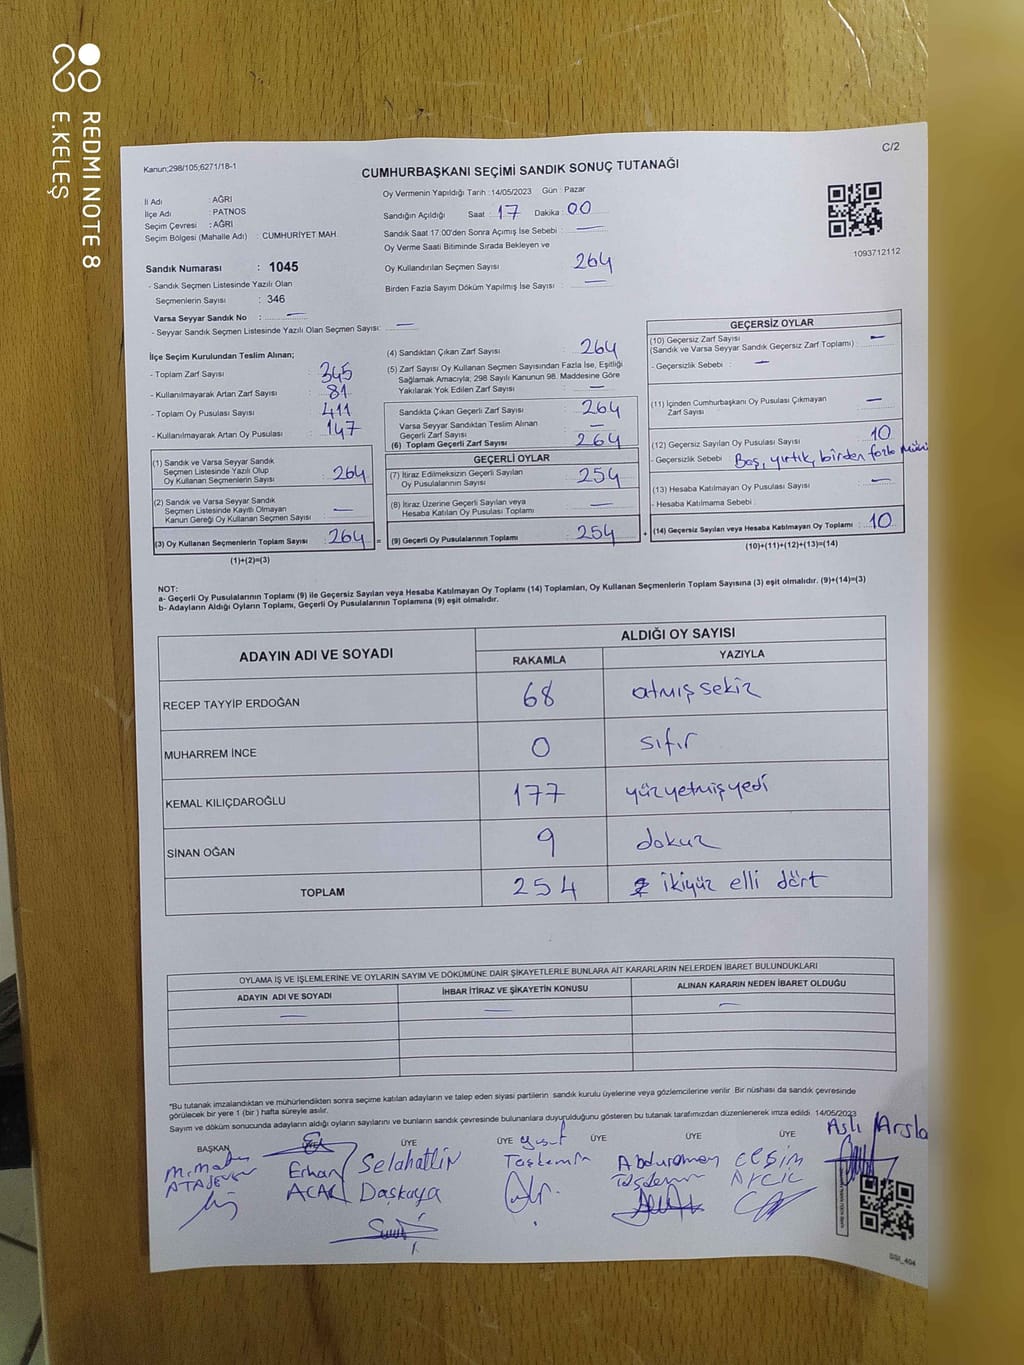 REDMI NOTE 8
E.KELEŞ
Kanun;298/105;6271/18-1
C/2
CUMHURBAŞKANI SEÇİMİ SANDIK SONUÇ TUTANAĞI
İl Adı : AĞRI
İlçe Adı : PATNOS
Seçim Çevresi : AĞRI
Seçim Bölgesi (Mahalle Adı) : CUMHURİYET MAH.
Sandık Numarası : 1045
- Sandık Seçmen Listesinde Yazılı Olan
Seçmenlerin Sayısı : 346
Varsa Seyyar Sandık No : —
- Seyyar Sandık Seçmen Listesinde Yazılı Olan Seçmen Sayısı: —
Oy Vermenin Yapıldığı Tarih : 14/05/2023 Gün : Pazar
Sandığın Açıldığı Saat : 17 Dakika : 00
Sandık Saat 17.00'den Sonra Açımış İse Sebebi : —
Oy Verme Saati Bitiminde Sırada Bekleyen ve
Oy Kullandırılan Seçmen Sayısı 264
Birden Fazla Sayım Döküm Yapılmış İse Sayısı : —
1093712112
İlçe Seçim Kurulundan Teslim Alınan;
- Toplam Zarf Sayısı : 345
- Kullanılmayarak Artan Zarf Sayısı : 81
- Toplam Oy Pusulası Sayısı : 411
- Kullanılmayarak Artan Oy Pusulası : 147
(1) Sandık ve Varsa Seyyar Sandık
Seçmen Listesinde Yazılı Olup
Oy Kullanan Seçmenlerin Sayısı : 264
(2) Sandık ve Varsa Seyyar Sandık
Seçmen Listesinde Kayıtlı Olmayan
Kanun Gereği Oy Kullanan Seçmen Sayısı : —
(3) Oy Kullanan Seçmenlerin Toplam Sayısı : 264 =
(1)+(2)=(3)
(4) Sandıktan Çıkan Zarf Sayısı : 264
(5) Zarf Sayısı Oy Kullanan Seçmen Sayısından Fazla İse, Eşitliği
Sağlamak Amacıyla; 298 Sayılı Kanunun 98. Maddesine Göre
Yakılarak Yok Edilen Zarf Sayısı : —
Sandıkta Çıkan Geçerli Zarf Sayısı : 264
Varsa Seyyar Sandıktan Teslim Alınan
Geçerli Zarf Sayısı : —
(6) Toplam Geçerli Zarf Sayısı : 264
GEÇERLİ OYLAR
(7) İtiraz Edilmeksizin Geçerli Sayılan
Oy Pusulalarının Sayısı : 254
(8) İtiraz Üzerine Geçerli Sayılan veya
Hesaba Katılan Oy Pusulası Toplamı : —
(9) Geçerli Oy Pusulalarının Toplamı : 254 +
GEÇERSİZ OYLAR
(10) Geçersiz Zarf Sayısı
(Sandık ve Varsa Seyyar Sandık Geçersiz Zarf Toplamı) : —
- Geçersizlik Sebebi : —
(11) İçinden Cumhurbaşkanı Oy Pusulası Çıkmayan
Zarf Sayısı : —
(12) Geçersiz Sayılan Oy Pusulası Sayısı : 10
- Geçersizlik Sebebi Boş, yırtık, birden fazla
(13) Hesaba Katılmayan Oy Pusulası Sayısı : —
- Hesaba Katılmama Sebebi :
(14) Geçersiz Sayılan veya Hesaba Katılmayan Oy Toplamı : 10
(10)+(11)+(12)+(13)=(14)
NOT:
a- Geçerli Oy Pusulalarının Toplamı (9) ile Geçersiz Sayılan veya Hesaba Katılmayan Oy Toplamı (14) Toplamları, Oy Kullanan Seçmenlerin Toplam Sayısına (3) eşit olmalıdır. (9)+(14)=(3)
b- Adayların Aldığı Oyların Toplamı, Geçerli Oy Pusulalarının Toplamına (9) eşit olmalıdır.
ADAYIN ADI VE SOYADI ALDIĞI OY SAYISI
RAKAMLA YAZIYLA
RECEP TAYYİP ERDOĞAN 68 atmış sekiz
MUHARREM İNCE 0 sıfır
KEMAL KILIÇDAROĞLU 177 yüzyetmişyedi
SİNAN OĞAN 9 dokuz
TOPLAM 254 ikiyüz elli dört
OYLAMA İŞ VE İŞLEMLERİNE VE OYLARIN SAYIM VE DÖKÜMÜNE DAİR ŞİKAYETLERLE BUNLARA AİT KARARLARIN NELERDEN İBARET BULUNDUKLARI
ADAYIN ADI VE SOYADI İHBAR İTİRAZ VE ŞİKAYETİN KONUSU ALINAN KARARIN NEDEN İBARET OLDUĞU
— — —
"Bu tutanak imzalandıktan ve mühürlendikten sonra seçime katılan adayların ve talep eden siyasi partilerin sandık kurulu üyelerine veya gözlemcilerine verilir. Bir nüshası da sandık çevresinde
görülecek bir yere 1 (bir) hafta süreyle asılır.
Sayım ve döküm sonucunda adayların aldığı oyların sayılarını ve bunların sandık çevresinde bulunanlara duyurulduğunu gösteren bu tutanak tarafımızdan düzenlenerek imza edildi. 14/05/2023
BAŞKAN ÜYE ÜYE ÜYE ÜYE ÜYE ÜYE
Erhan
Selahattin
Daşkaya
Yusuf
Taşdemir
Abdurrahman
Taşdemir
Aslı Arsla
SSI_404